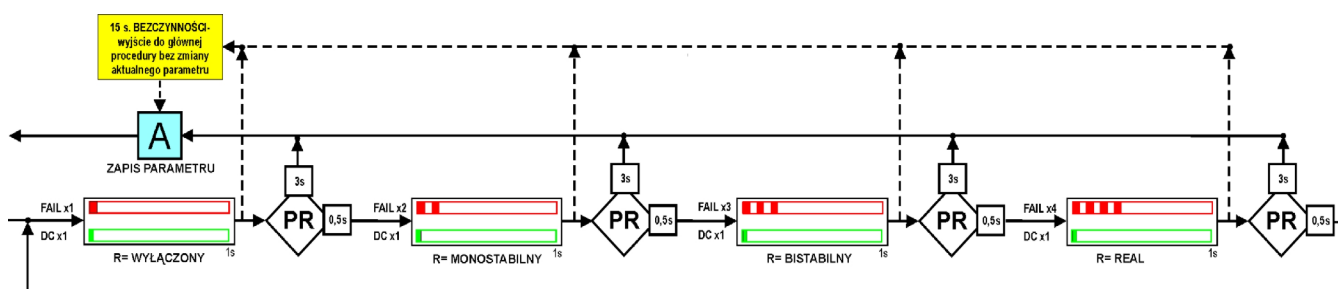 15 s. BEZCZYNNOŚCI-
wyjście do głównej
procedury bez zmiany
aktualnego parametru
A
ZAPIS PARAMETRU
3s
3s
3s
3s
FAIL x1
DC x1
PR
0,5s
FAIL x2
DC x1
PR
0,5s
FAIL x3
DC x1
PR
0,5s
FAIL x4
DC x1
PR
0,5s
R= WYŁĄCZONY
1s
R= MONOSTABILNY
1s
R= BISTABILNY
1s
R= REAL
1s